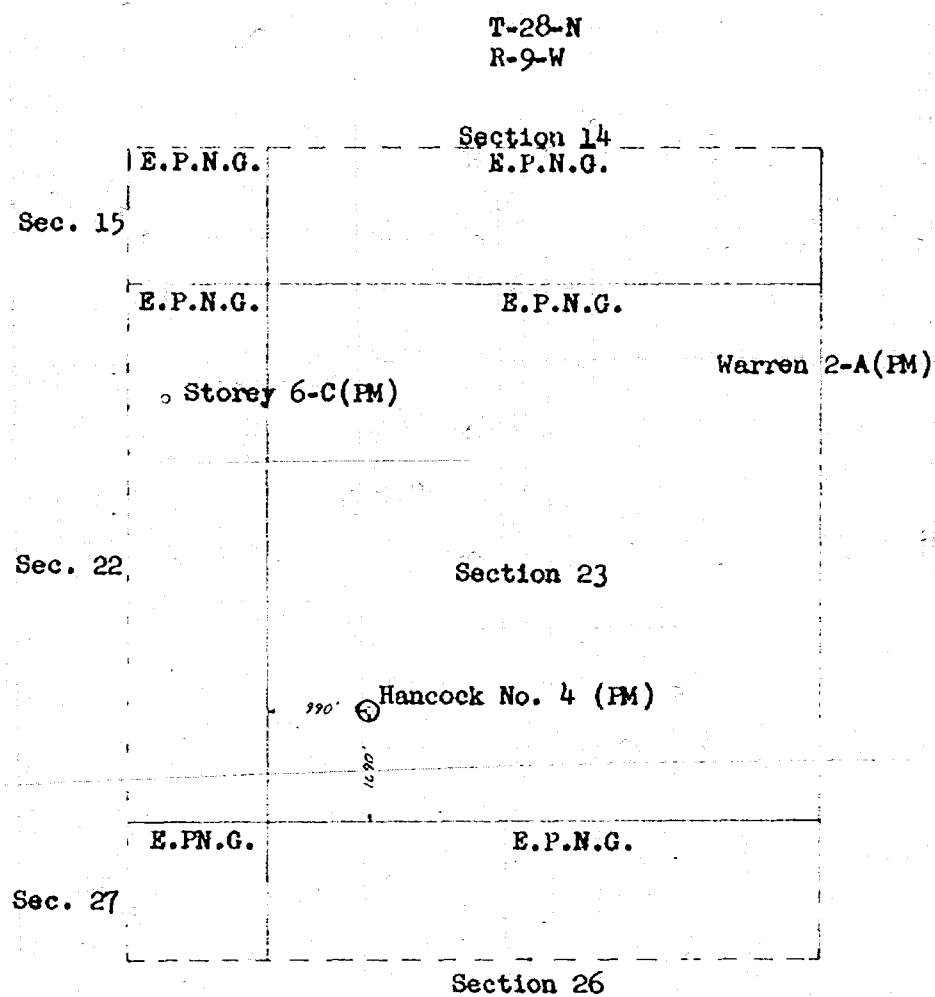 T-28-N
R-9-W
Section 14
E.P.N.G. E.P.N.G.
Sec. 15
E.P.N.G. E.P.N.G.
Warren 2-A(PM)
Storey 6-C(PM)
Sec. 22
Section 23
Hancock No. 4 (PM)
990'
1090'
E.PN.G. E.P.N.G.
Sec. 27
Section 26